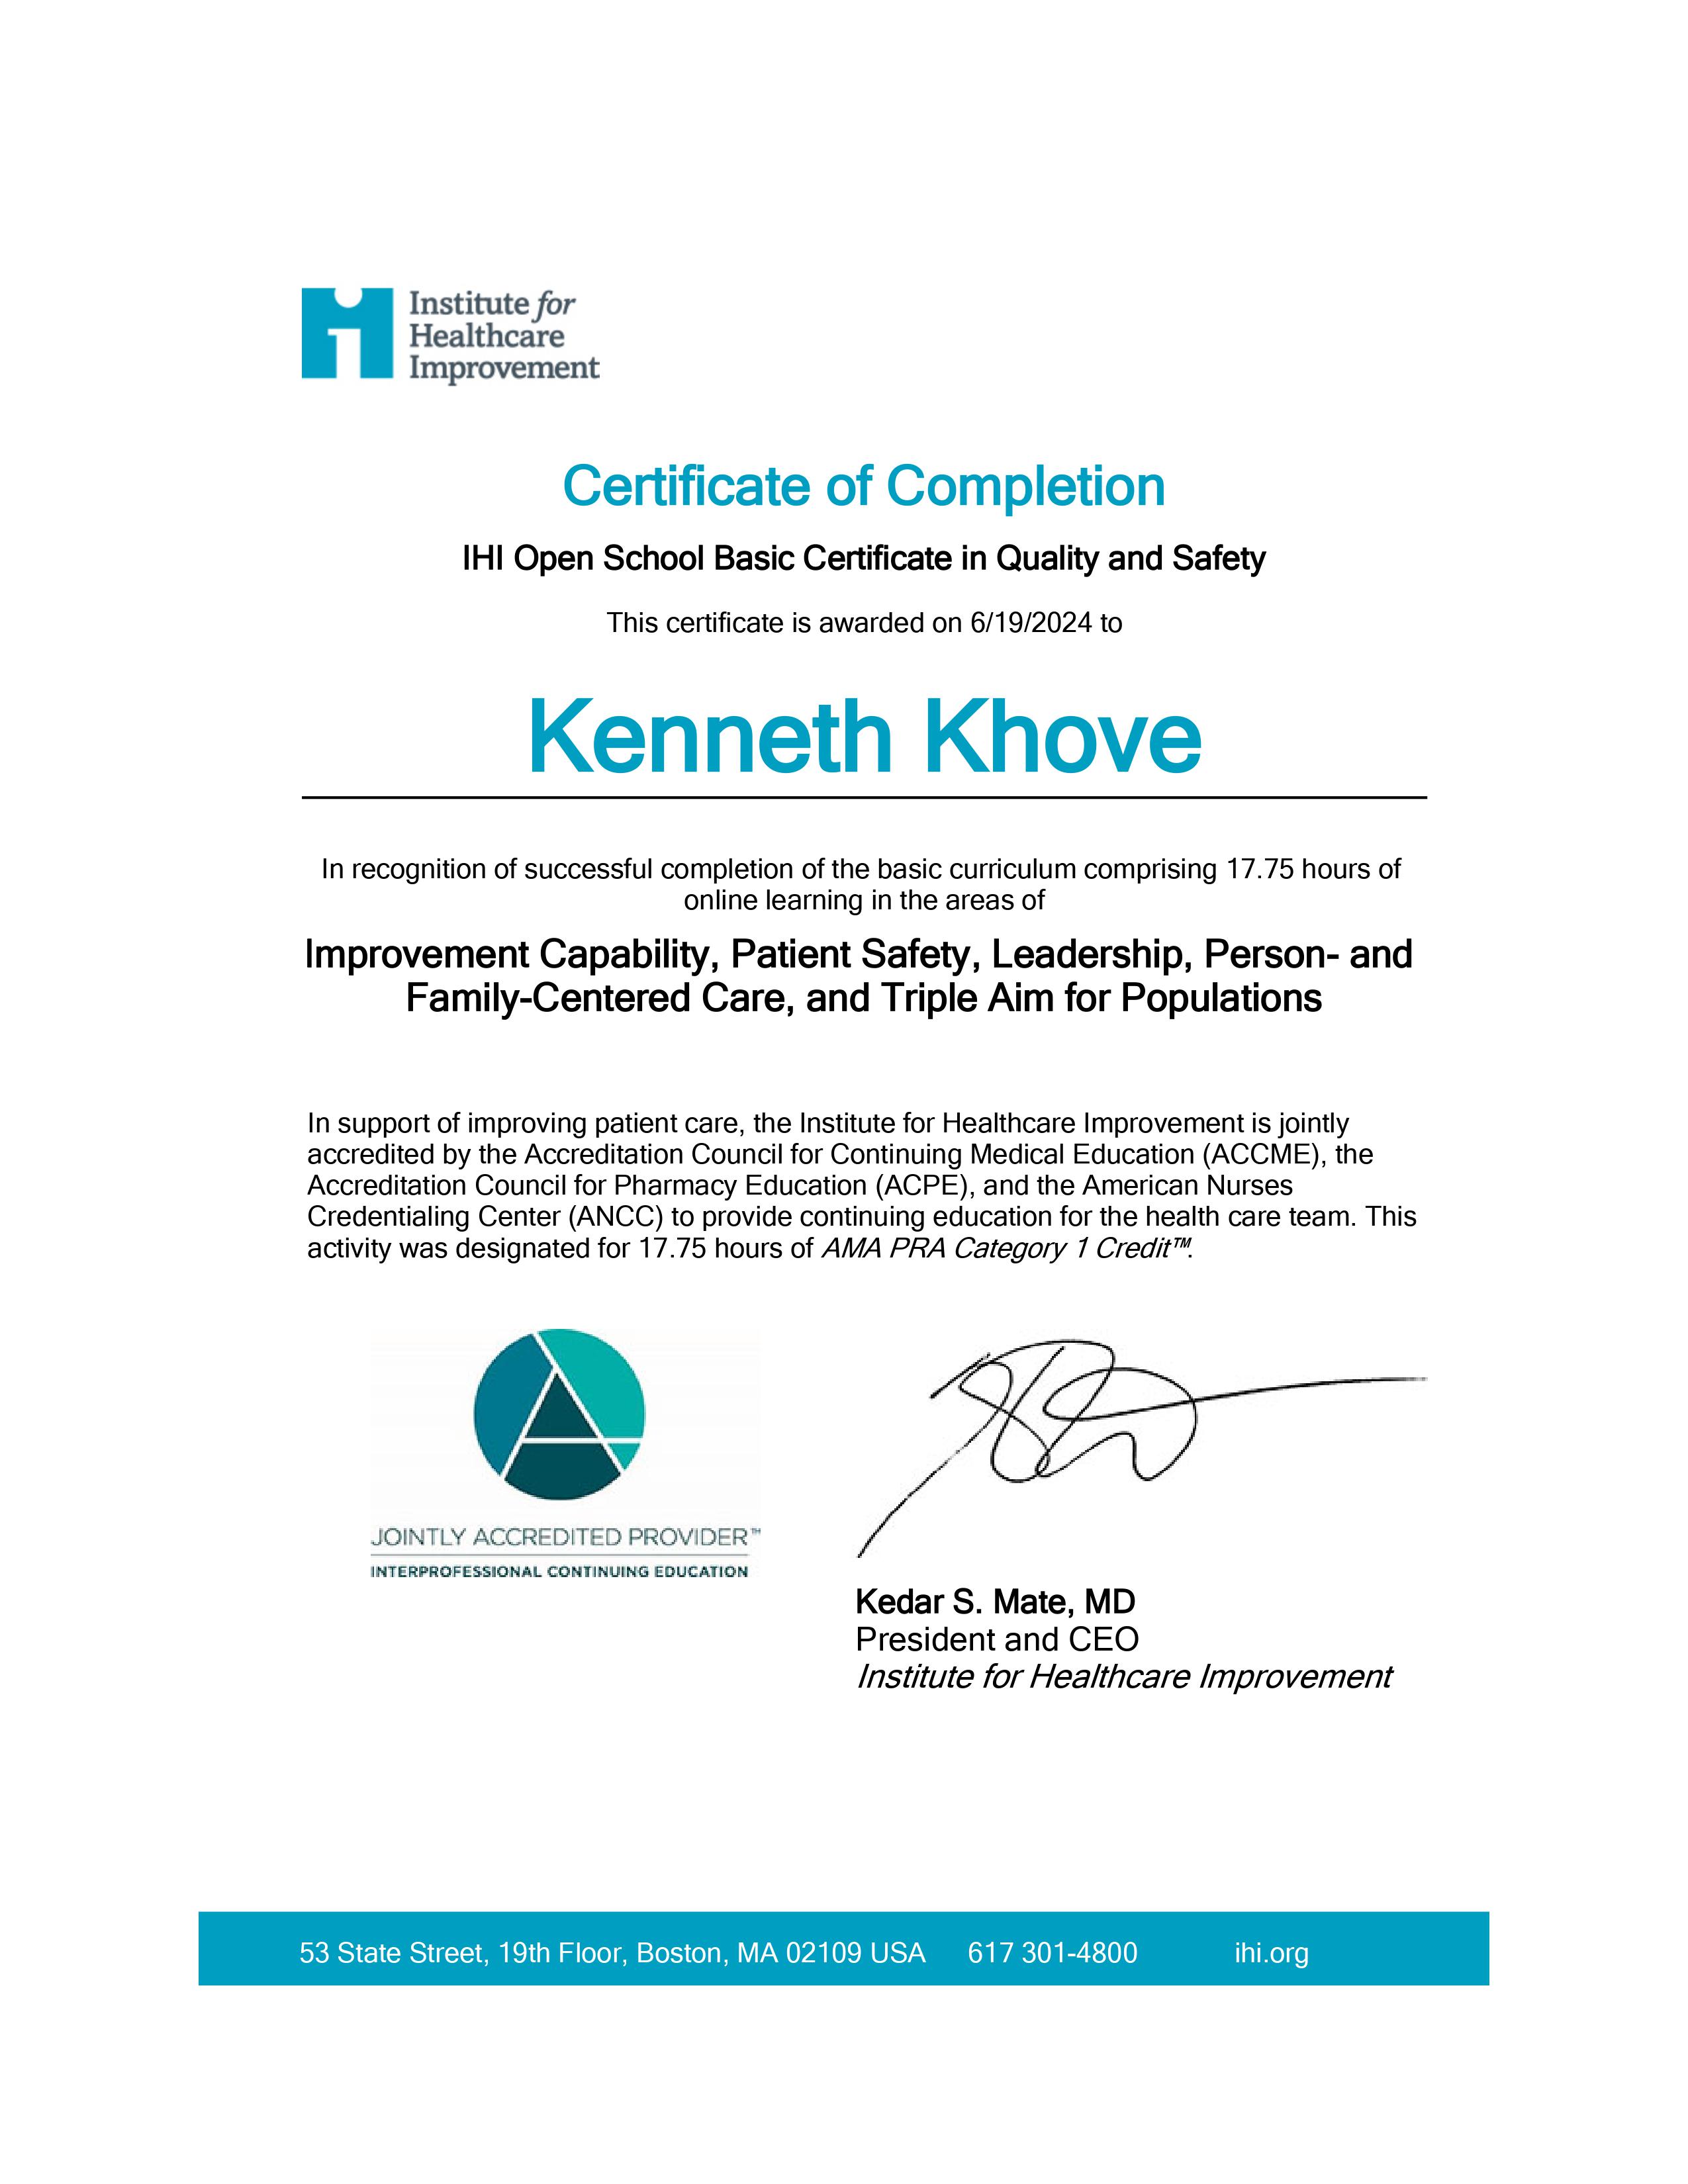 Institute for
Healthcare
Improvement
Certificate of Completion
IHI Open School Basic Certificate in Quality and Safety
This certificate is awarded on 6/19/2024 to
Kenneth Khove
In recognition of successful completion of the basic curriculum comprising 17.75 hours of
online learning in the areas of
Improvement Capability, Patient Safety, Leadership, Person- and
Family-Centered Care, and Triple Aim for Populations
In support of improving patient care, the Institute for Healthcare Improvement is jointly
accredited by the Accreditation Council for Continuing Medical Education (ACCME), the
Accreditation Council for Pharmacy Education (ACPE), and the American Nurses
Credentialing Center (ANCC) to provide continuing education for the health care team. This
activity was designated for 17.75 hours of AMA PRA Category 1 Credit™.
JOINTLY ACCREDITED PROVIDER™
INTERPROFESSIONAL CONTINUING EDUCATION
Kedar S. Mate, MD
President and CEO
Institute for Healthcare Improvement
53 State Street, 19th Floor, Boston, MA 02109 USA 617 301-4800 ihi.org